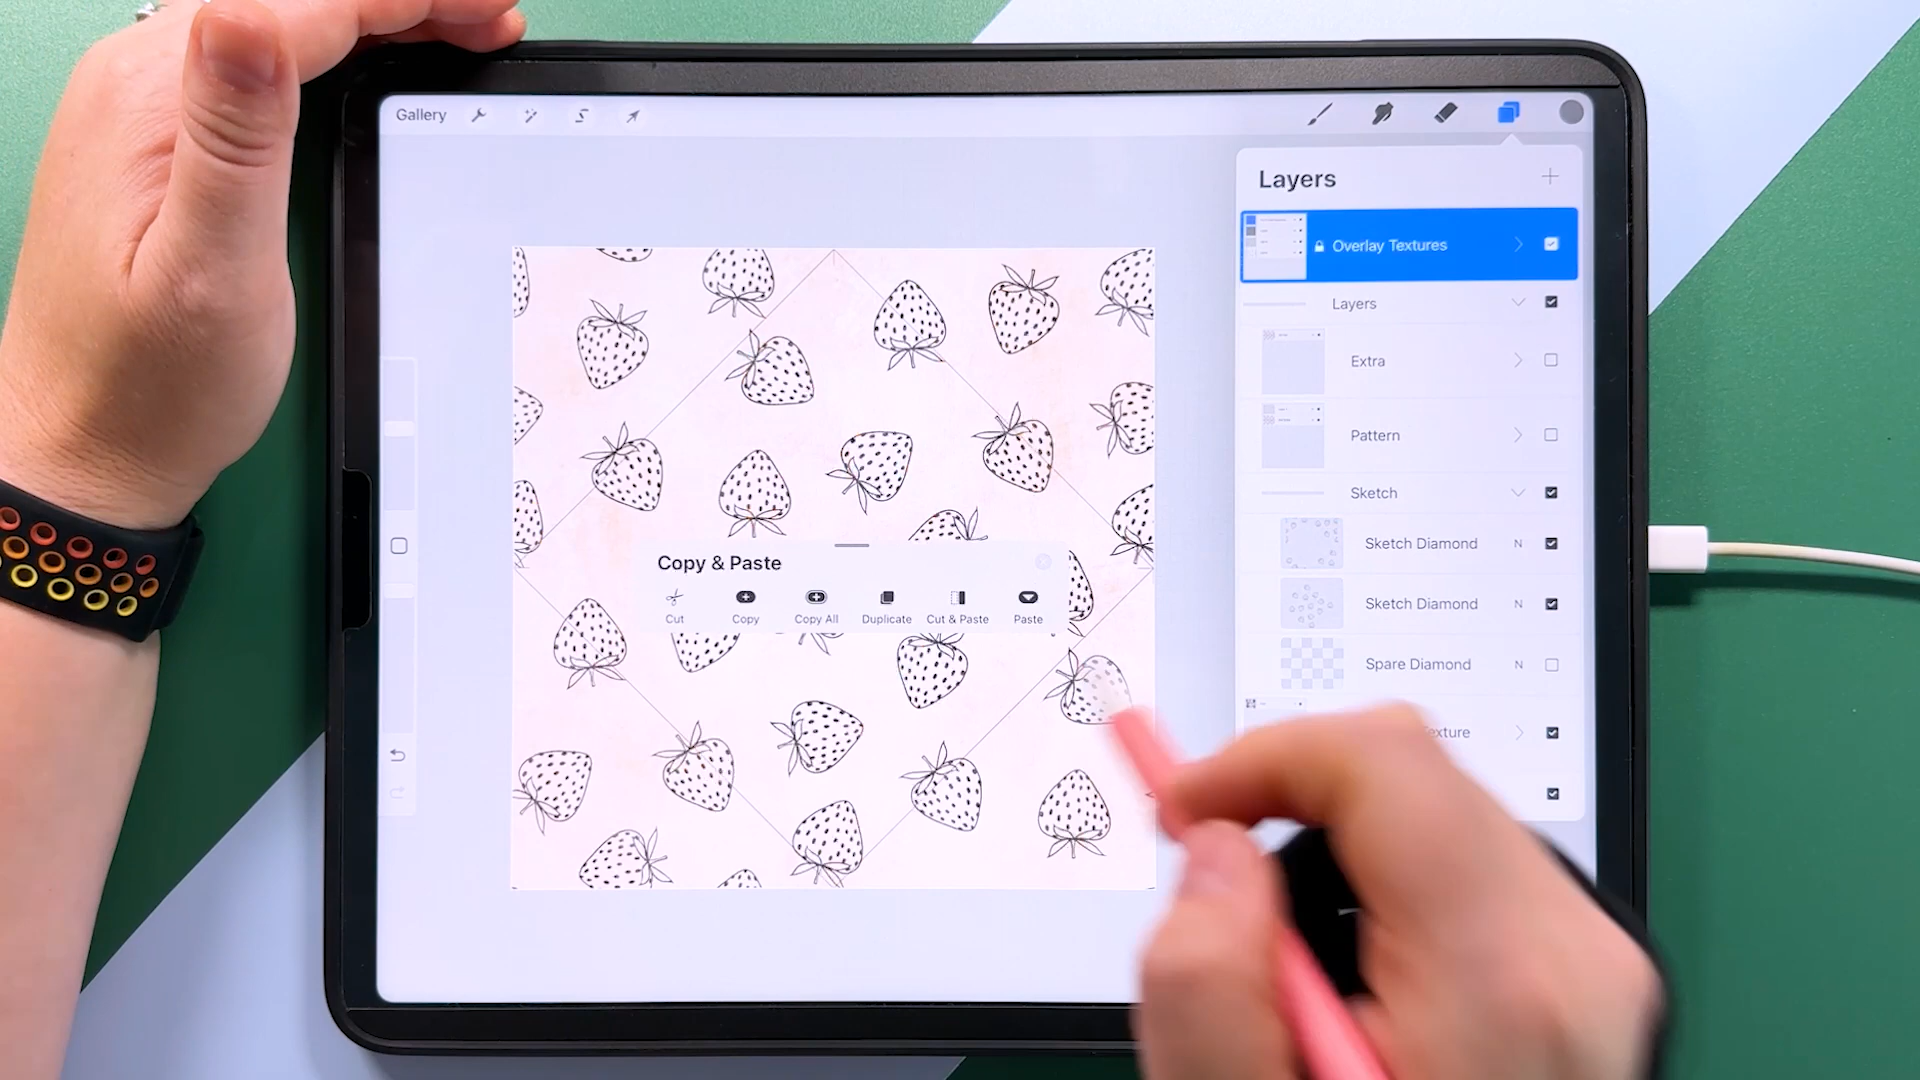 Gallery
Layers
Overlay Textures
Layers
Extra
Pattern
Sketch
Sketch Diamond N
Sketch Diamond N
Spare Diamond N
Copy & Paste
Cut Copy Copy All Duplicate Cut & Paste Paste